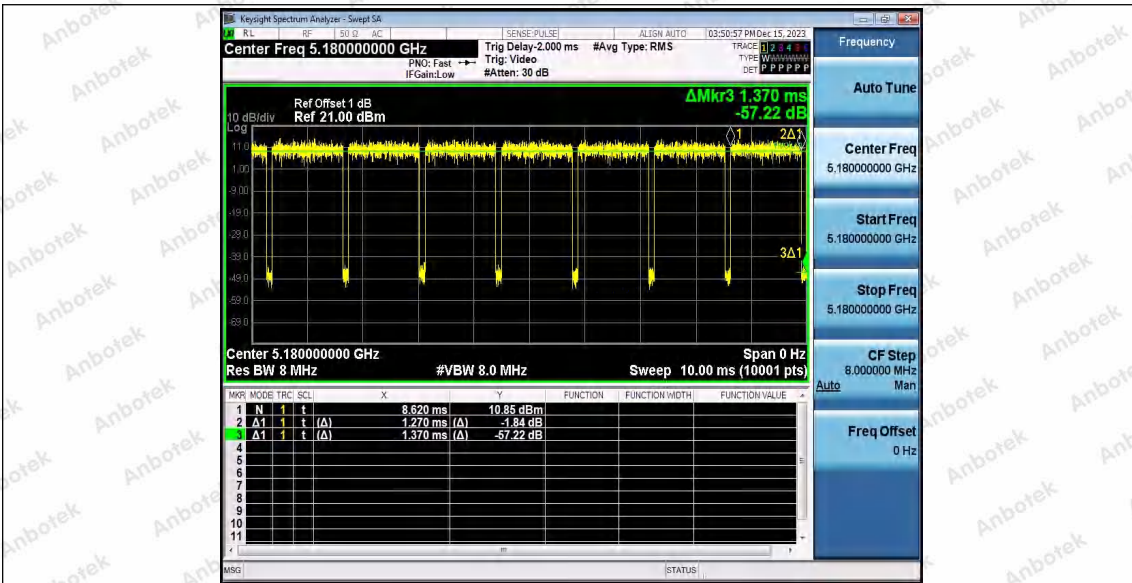 Keysight Spectrum Analyzer - Swept SA
RL RF 50 Ω AC SENSE:PULSE ALIGN AUTO 03:50:57 PM Dec 15, 2023
Center Freq 5.180000000 GHz
PNO: Fast
IFGain:Low
Trig Delay-2.000 ms
Trig: Video
#Atten: 30 dB
#Avg Type: RMS
TRACE 1 2 3 4 5 6
TYPE WWWWWW
DET P P P P P P
ΔMkr3 1.370 ms
-57.22 dB
Ref Offset 1 dB
10 dB/div Ref 21.00 dBm
Log
1 2Δ1
11.0
1.00
-9.00
-19.0
-29.0
-39.0
3Δ1
-49.0
-59.0
-69.0
Center 5.180000000 GHz Span 0 Hz
Res BW 8 MHz #VBW 8.0 MHz Sweep 10.00 ms (10001 pts)
MKR MODE TRC SCL X Y FUNCTION FUNCTION WIDTH FUNCTION VALUE
1 N 1 t 8.620 ms 10.85 dBm
2 Δ1 1 t (Δ) 1.270 ms (Δ) -1.84 dB
3 Δ1 1 t (Δ) 1.370 ms (Δ) -57.22 dB
4
5
6
7
8
9
10
11
MSG STATUS
Frequency
Auto Tune
Center Freq
5.180000000 GHz
Start Freq
5.180000000 GHz
Stop Freq
5.180000000 GHz
CF Step
8.000000 MHz
Auto Man
Freq Offset
0 Hz
Anbotek